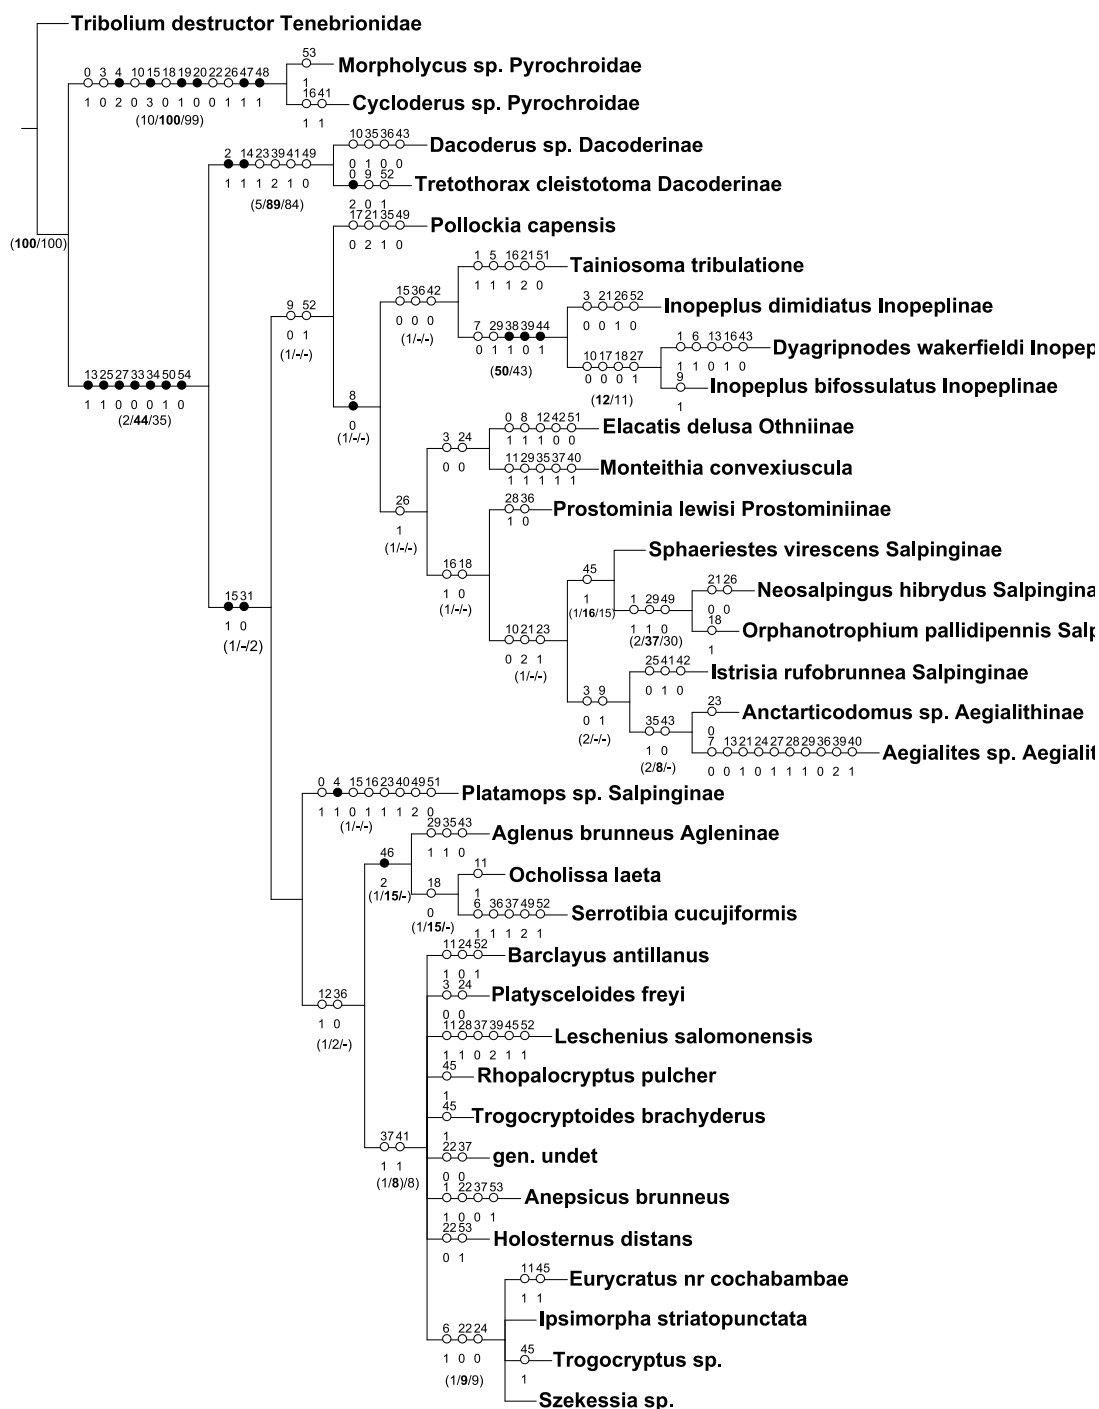 Tribolium destructor Tenebrionidae
53
Morpholycus sp. Pyrochroidae
0 3 4 10 15 18 19 20 22 26 47 48
1
16 41
Cycloderus sp. Pyrochroidae
1 0 2 0 3 0 1 0 0 1 1 1
1 1
(10/100/99)
10 35 36 43
Dacoderus sp. Dacoderinae
2 14 23 39 41 49
0 1 0 0
0 9 52
Tretothorax cleistotoma Dacoderinae
1 1 1 2 1 0
2 0 1
(5/89/84)
17 21 35 49
Pollockia capensis
(100/100)
0 2 1 0
1 5 16 21 51
Tainiosoma tribulatione
1 1 1 2 0
9 52
15 36 42
3 21 26 52
Inopeplus dimidiatus Inopeplinae
0 1
0 0 0
0 0 1 0
(1/-/-)
(1/-/-)
7 29 38 39 44
1 6 13 16 43
Dyagripnodes wakerfieldi Inopep
0 1 1 0 1
10 17 18 27
1 1 0 1 0
(50/43)
0 0 0 1
9
Inopeplus bifossulatus Inopeplinae
13 25 27 33 34 50 54
1
1 1 0 0 0 1 0
(12/11)
(2/44/35)
8
0
(1/-/-)
0 8 12 42 51
Elacatis delusa Othniinae
3 24
1 1 1 0 0
0 0
11 29 35 37 40
Monteithia convexiuscula
1 1 1 1 1
26
28 36
Prostominia lewisi Prostominiinae
1
1 0
(1/-/-)
Sphaeriestes virescens Salpinginae
16 18
45
1 0
1
21 26
Neosalpingus hibrydus Salpingina
(1/-/-)
(1/16/15)
1 29 49
0 0
15 31
1 1 0
18
Orphanotrophium pallidipennis Salp
1 0
(2/37/30)
1
(1/-/2)
10 21 23
0 2 1
(1/-/-)
25 41 42
Istrisia rufobrunnea Salpinginae
3 9
0 1 0
0 1
23
Anctarticodomus sp. Aegialithinae
(2/-/-)
35 43
0
1 0
7 13 21 24 27 28 29 36 39 40
Aegialites sp. Aegialit
(2/8/-)
0 0 1 0 1 1 1 0 2 1
0 4 15 16 23 40 49 51
Platamops sp. Salpinginae
1 1 0 1 1 1 2 0
(1/-/-)
29 35 43
Aglenus brunneus Agleninae
46
1 1 0
2
11
Ocholissa laeta
(1/15/-)
18
1
0
6 36 37 49 52
Serrotibia cucujiformis
(1/15/-)
1 1 1 2 1
11 24 52
Barclayus antillanus
1 0 1
12 36
3 24
Platysceloides freyi
1 0
0 0
(1/2/-)
11 28 37 39 45 52
Leschenius salomonensis
1 1 0 2 1 1
45
Rhopalocryptus pulcher
1
45
Trogocryptoides brachyderus
1
37 41
22 37
gen. undet
1 1
0 0
(1/8)/8)
1 22 37 53
Anepsicus brunneus
1 0 0 1
22 53
Holosternus distans
0 1
11 45
Eurycratus nr cochabambae
1 1
Ipsimorpha striatopunctata
6 22 24
1 0 0
45
Trogocryptus sp.
(1/9/9)
1
Szekessia sp.